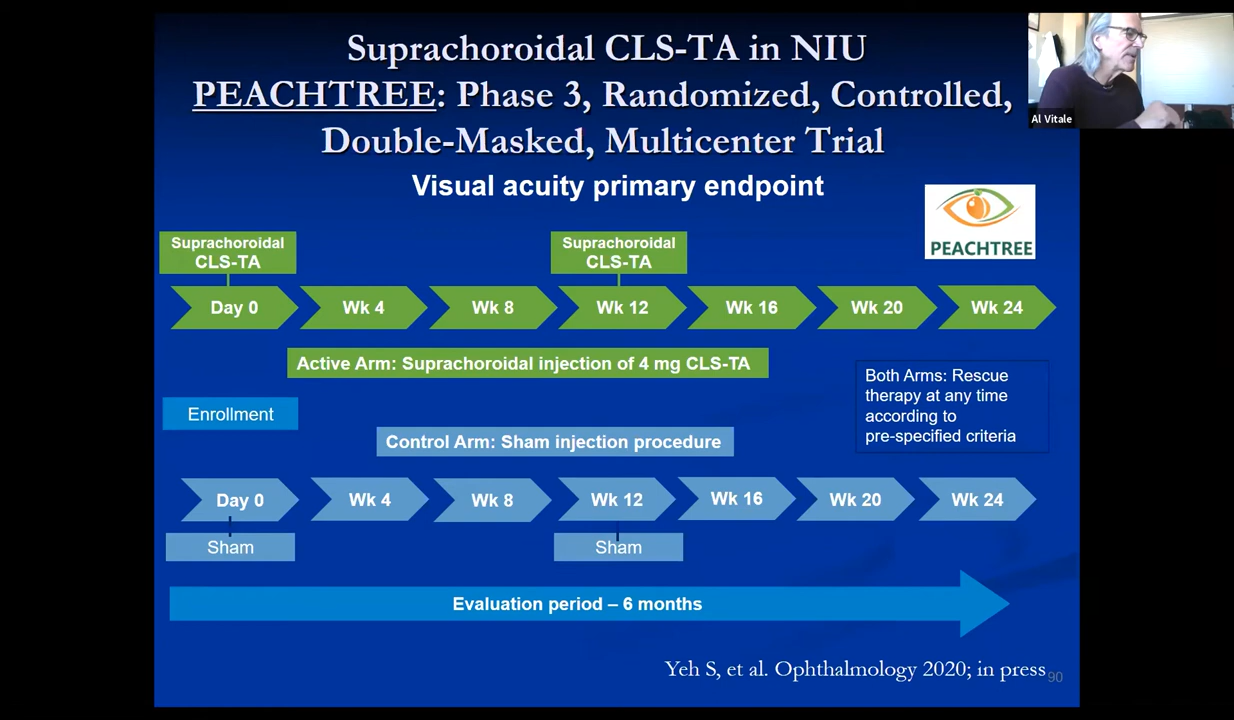 Suprachoroidal CLS-TA in NIU
PEACHTREE: Phase 3, Randomized, Controlled,
Double-Masked, Multicenter Trial
Al Vitale
Visual acuity primary endpoint
PEACHTREE
Suprachoroidal
CLS-TA
Suprachoroidal
CLS-TA
Day 0
Wk 4
Wk 8
Wk 12
Wk 16
Wk 20
Wk 24
Active Arm: Suprachoroidal injection of 4 mg CLS-TA
Both Arms: Rescue
therapy at any time
according to
pre-specified criteria
Enrollment
Control Arm: Sham injection procedure
Day 0
Wk 4
Wk 8
Wk 12
Wk 16
Wk 20
Wk 24
Sham
Sham
Evaluation period – 6 months
Yeh S, et al. Ophthalmology 2020; in press
90